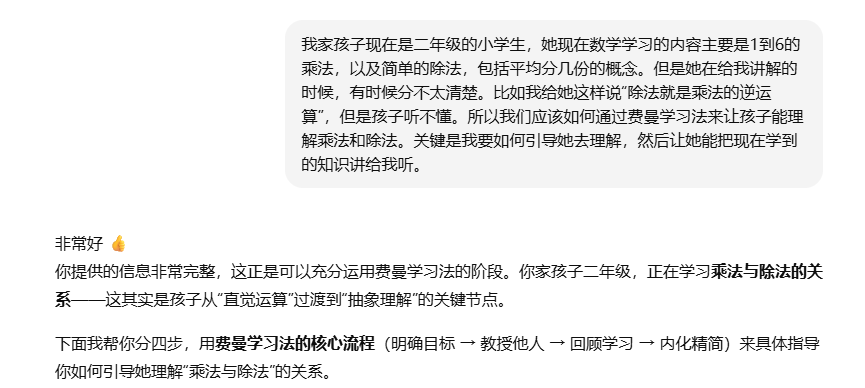 我家孩子现在是二年级的小学生，她现在数学学习的内容主要是1到6的
乘法，以及简单的除法，包括平均分几份的概念。但是她在给我讲解的
时候，有时候分不太清楚。比如我给她这样说“除法就是乘法的逆运
算”，但是孩子听不懂。所以我们应该如何通过费曼学习法来让孩子能理
解乘法和除法。关键是我要如何引导她去理解，然后让她能把现在学到
的知识讲给我听。
非常好 👍
你提供的信息非常完整，这正是可以充分运用费曼学习法的阶段。你家孩子二年级，正在学习乘法与除法的关
系——这其实是孩子从“直觉运算”过渡到“抽象理解”的关键节点。
下面我帮你分四步，用费曼学习法的核心流程（明确目标 → 教授他人 → 回顾学习 → 内化精简）来具体指导
你如何引导她理解“乘法与除法”的关系。